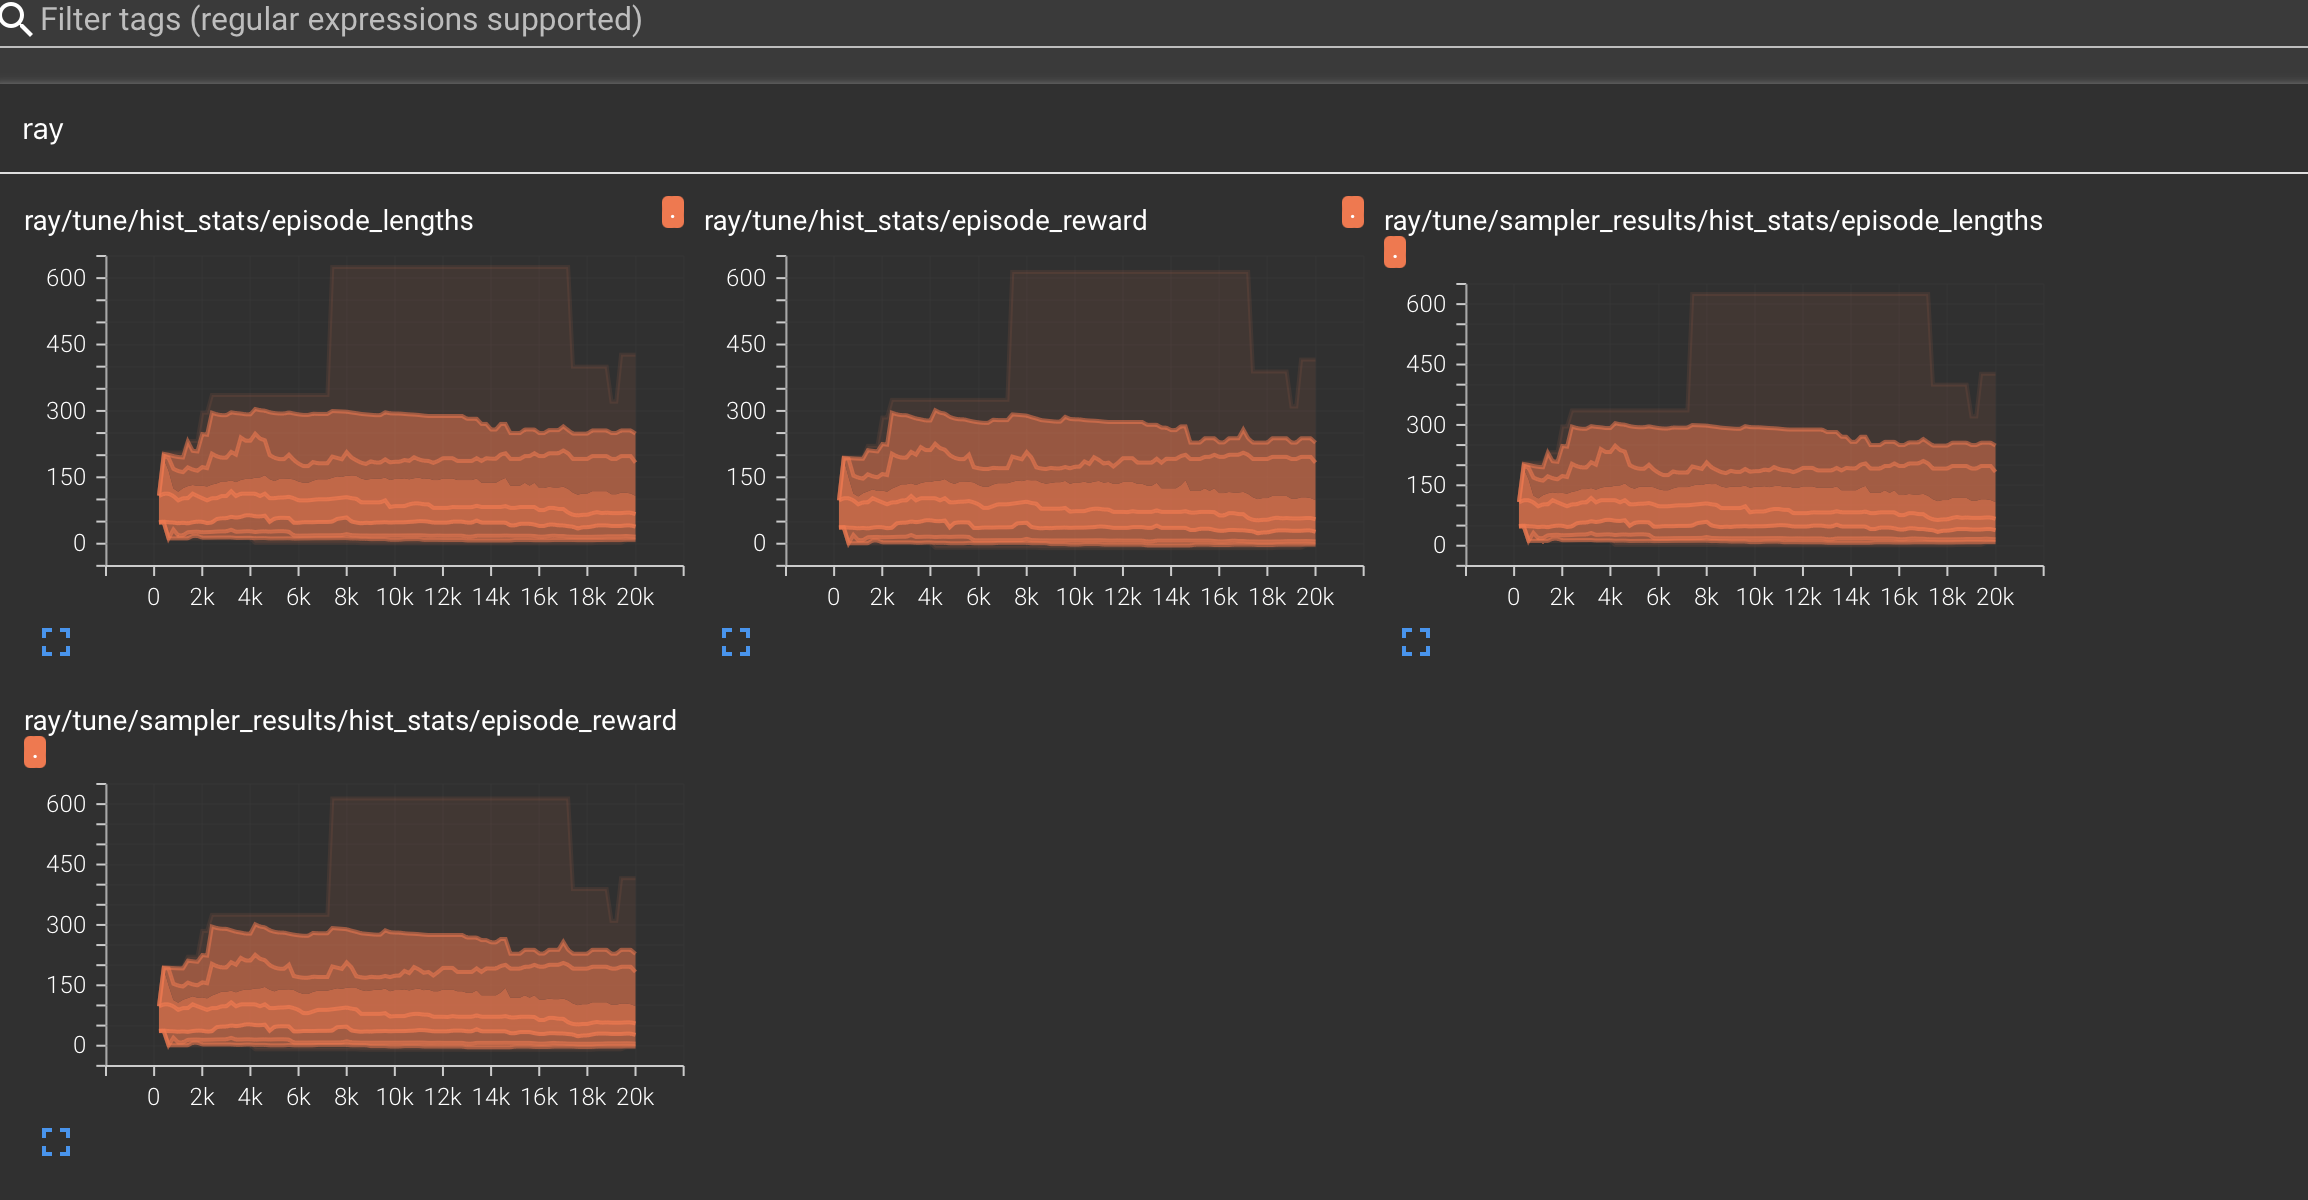 Filter tags (regular expressions supported)
ray
ray/tune/hist_stats/episode_lengths
.
600
450
300
150
0
0 2k 4k 6k 8k 10k 12k 14k 16k 18k 20k
ray/tune/hist_stats/episode_reward
.
600
450
300
150
0
0 2k 4k 6k 8k 10k 12k 14k 16k 18k 20k
ray/tune/sampler_results/hist_stats/episode_lengths
.
600
450
300
150
0
0 2k 4k 6k 8k 10k 12k 14k 16k 18k 20k
ray/tune/sampler_results/hist_stats/episode_reward
.
600
450
300
150
0
0 2k 4k 6k 8k 10k 12k 14k 16k 18k 20k